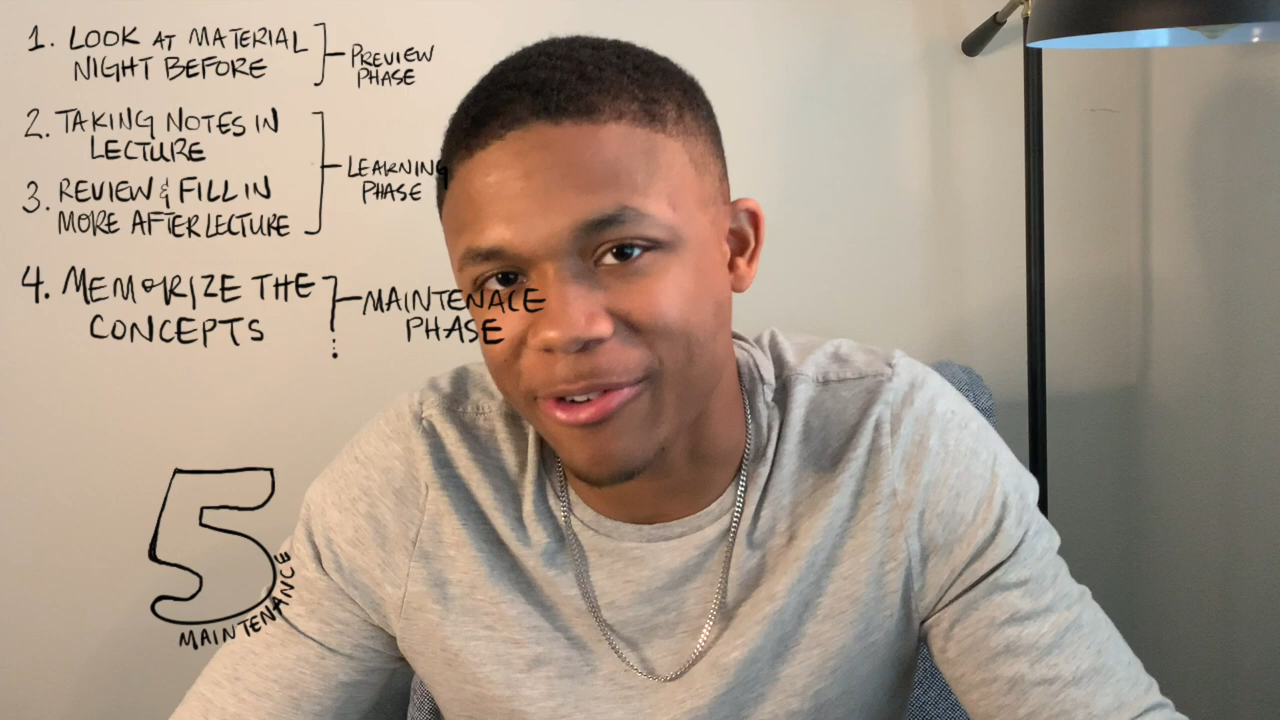 1. LOOK AT MATERIAL
NIGHT BEFORE
PREVIEW
PHASE
2. TAKING NOTES IN
LECTURE
3. REVIEW & FILL IN
MORE AFTER LECTURE
LEARNING
PHASE
4. MEMORIZE THE
CONCEPTS
MAINTENACE
PHASE
5
MAINTENANCE